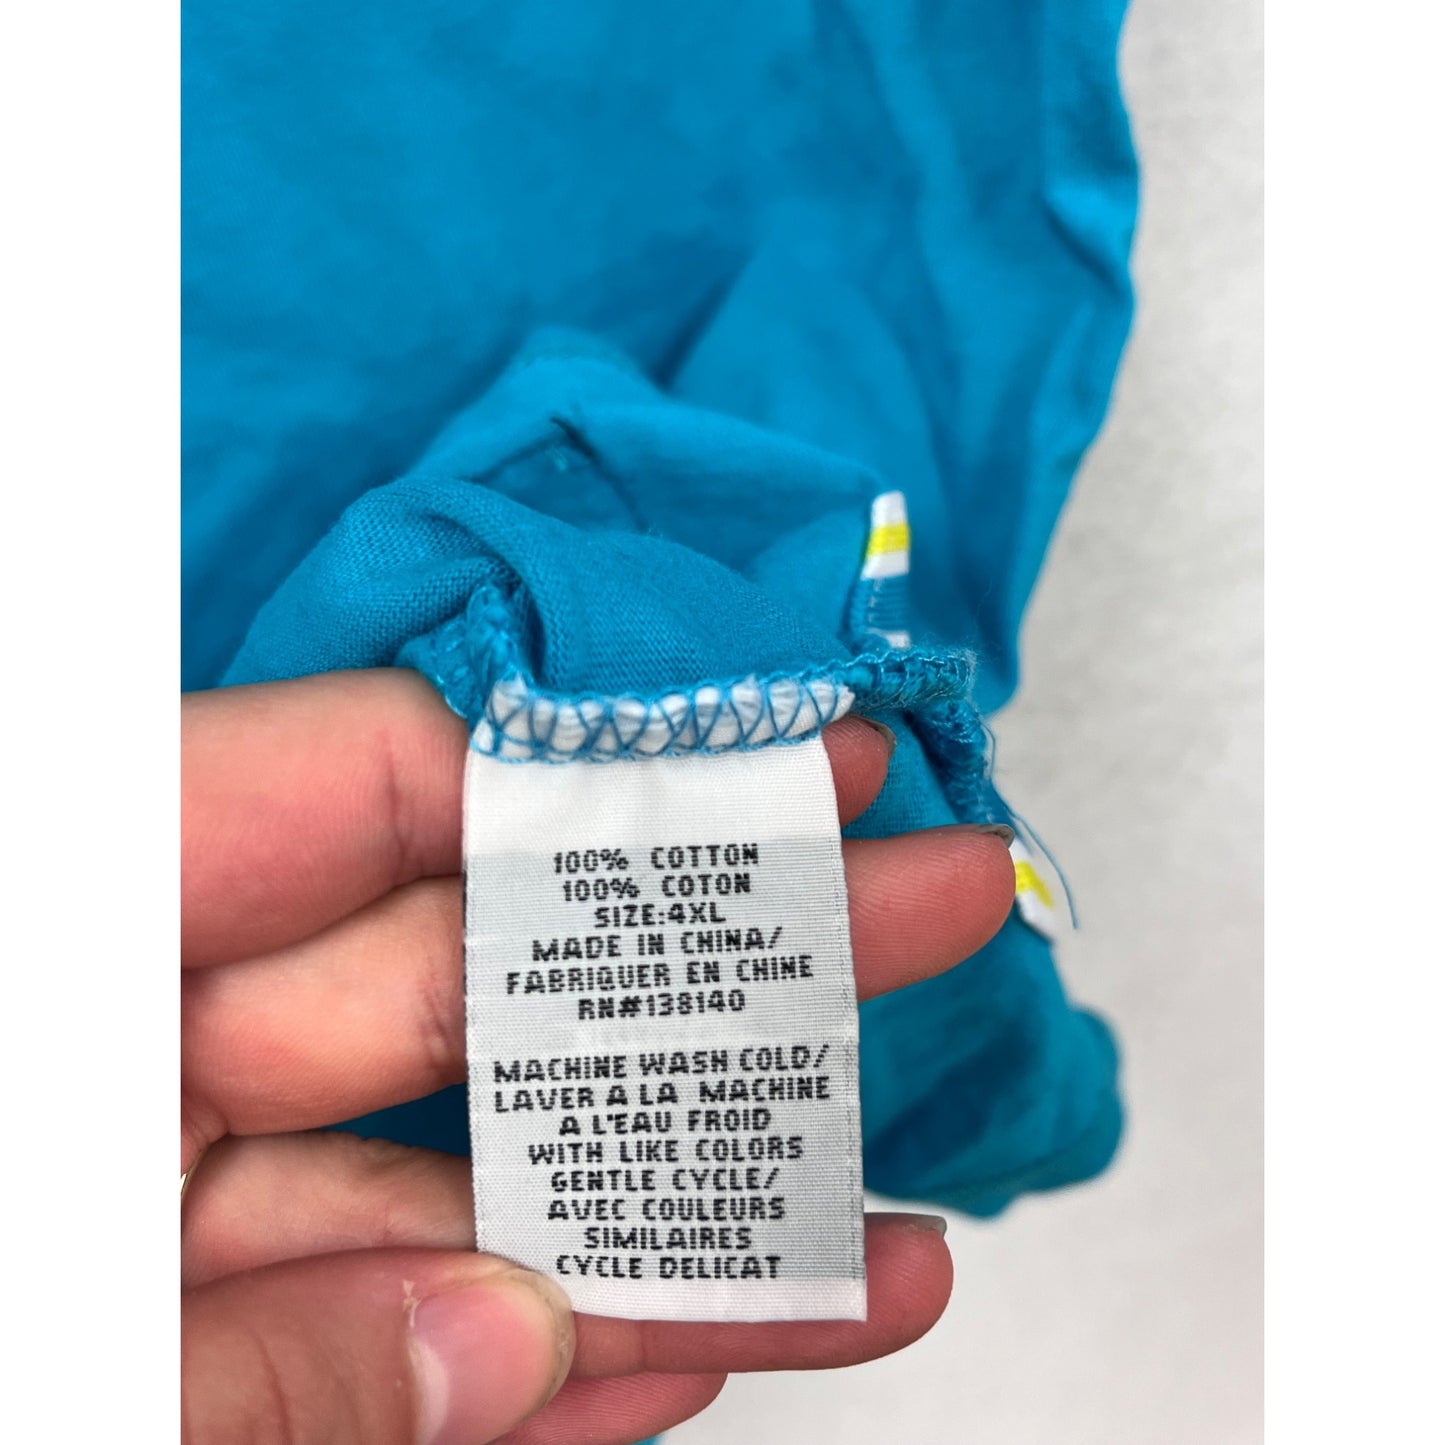 100% COTTON
100% COTON
SIZE:4XL
MADE IN CHINA/
FABRIQUER EN CHINE
RN#138140
MACHINE WASH COLD/
LAVER A LA MACHINE
A L'EAU FROID
WITH LIKE COLORS
GENTLE CYCLE/
AVEC COULEURS
SIMILAIRES
CYCLE DELICAT